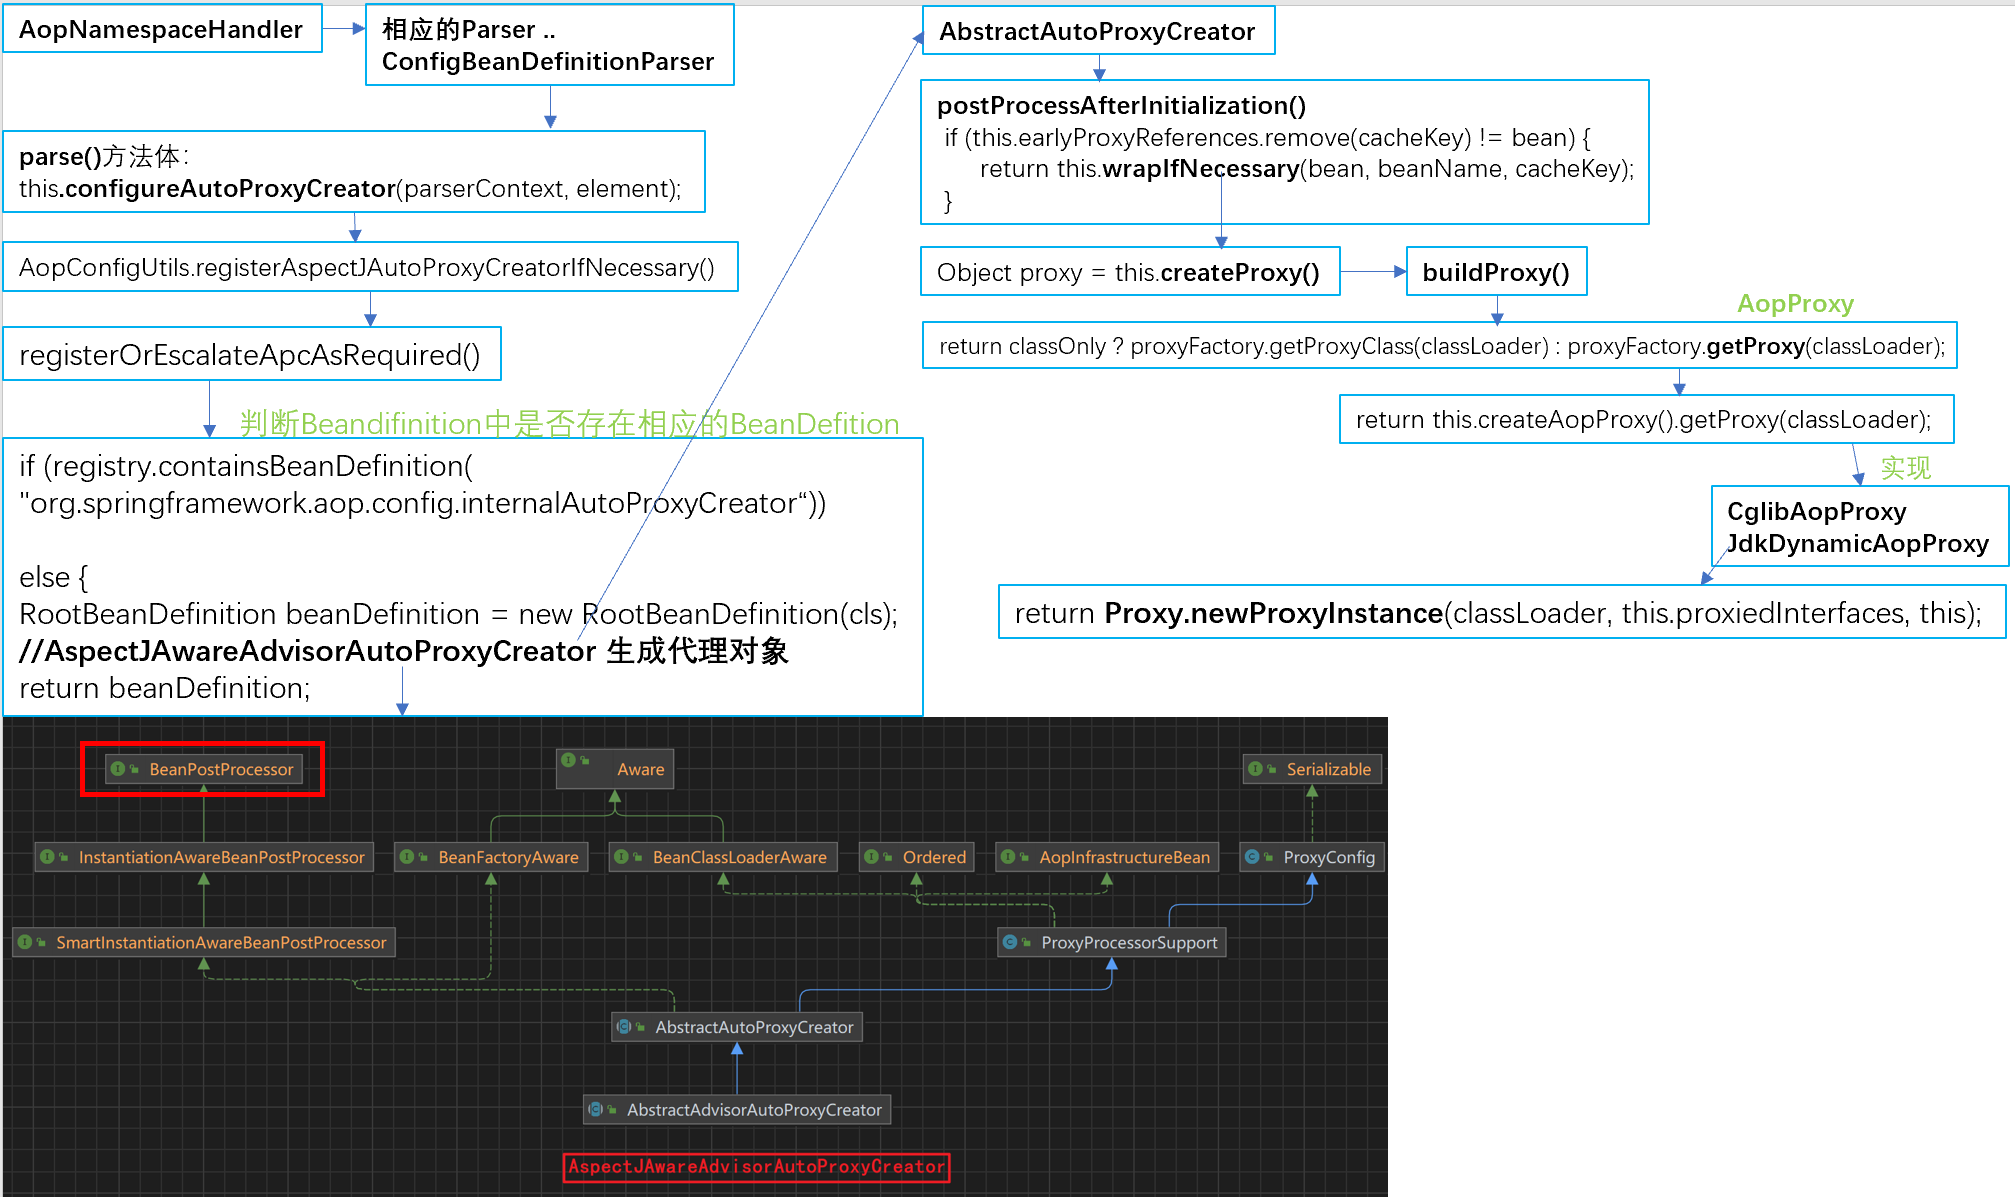 AopNamespaceHandler
相应的Parser ..
ConfigBeanDefinitionParser
parse()方法体：
this.configureAutoProxyCreator(parserContext, element);
AopConfigUtils.registerAspectJAutoProxyCreatorIfNecessary()
registerOrEscalateApcAsRequired()
判断Beandifinition中是否存在相应的BeanDefition
if (registry.containsBeanDefinition(
"org.springframework.aop.config.internalAutoProxyCreator“))
else {
RootBeanDefinition beanDefinition = new RootBeanDefinition(cls);
//AspectJAwareAdvisorAutoProxyCreator 生成代理对象
return beanDefinition;
AbstractAutoProxyCreator
postProcessAfterInitialization()
if (this.earlyProxyReferences.remove(cacheKey) != bean) {
return this.wrapIfNecessary(bean, beanName, cacheKey);
}
Object proxy = this.createProxy()
buildProxy()
AopProxy
return classOnly ? proxyFactory.getProxyClass(classLoader) : proxyFactory.getProxy(classLoader);
return this.createAopProxy().getProxy(classLoader);
实现
CglibAopProxy
JdkDynamicAopProxy
return Proxy.newProxyInstance(classLoader, this.proxiedInterfaces, this);
BeanPostProcessor
Aware
Serializable
InstantiationAwareBeanPostProcessor
BeanFactoryAware
BeanClassLoaderAware
Ordered
AopInfrastructureBean
ProxyConfig
SmartInstantiationAwareBeanPostProcessor
ProxyProcessorSupport
AbstractAutoProxyCreator
AbstractAdvisorAutoProxyCreator
AspectJAwareAdvisorAutoProxyCreator